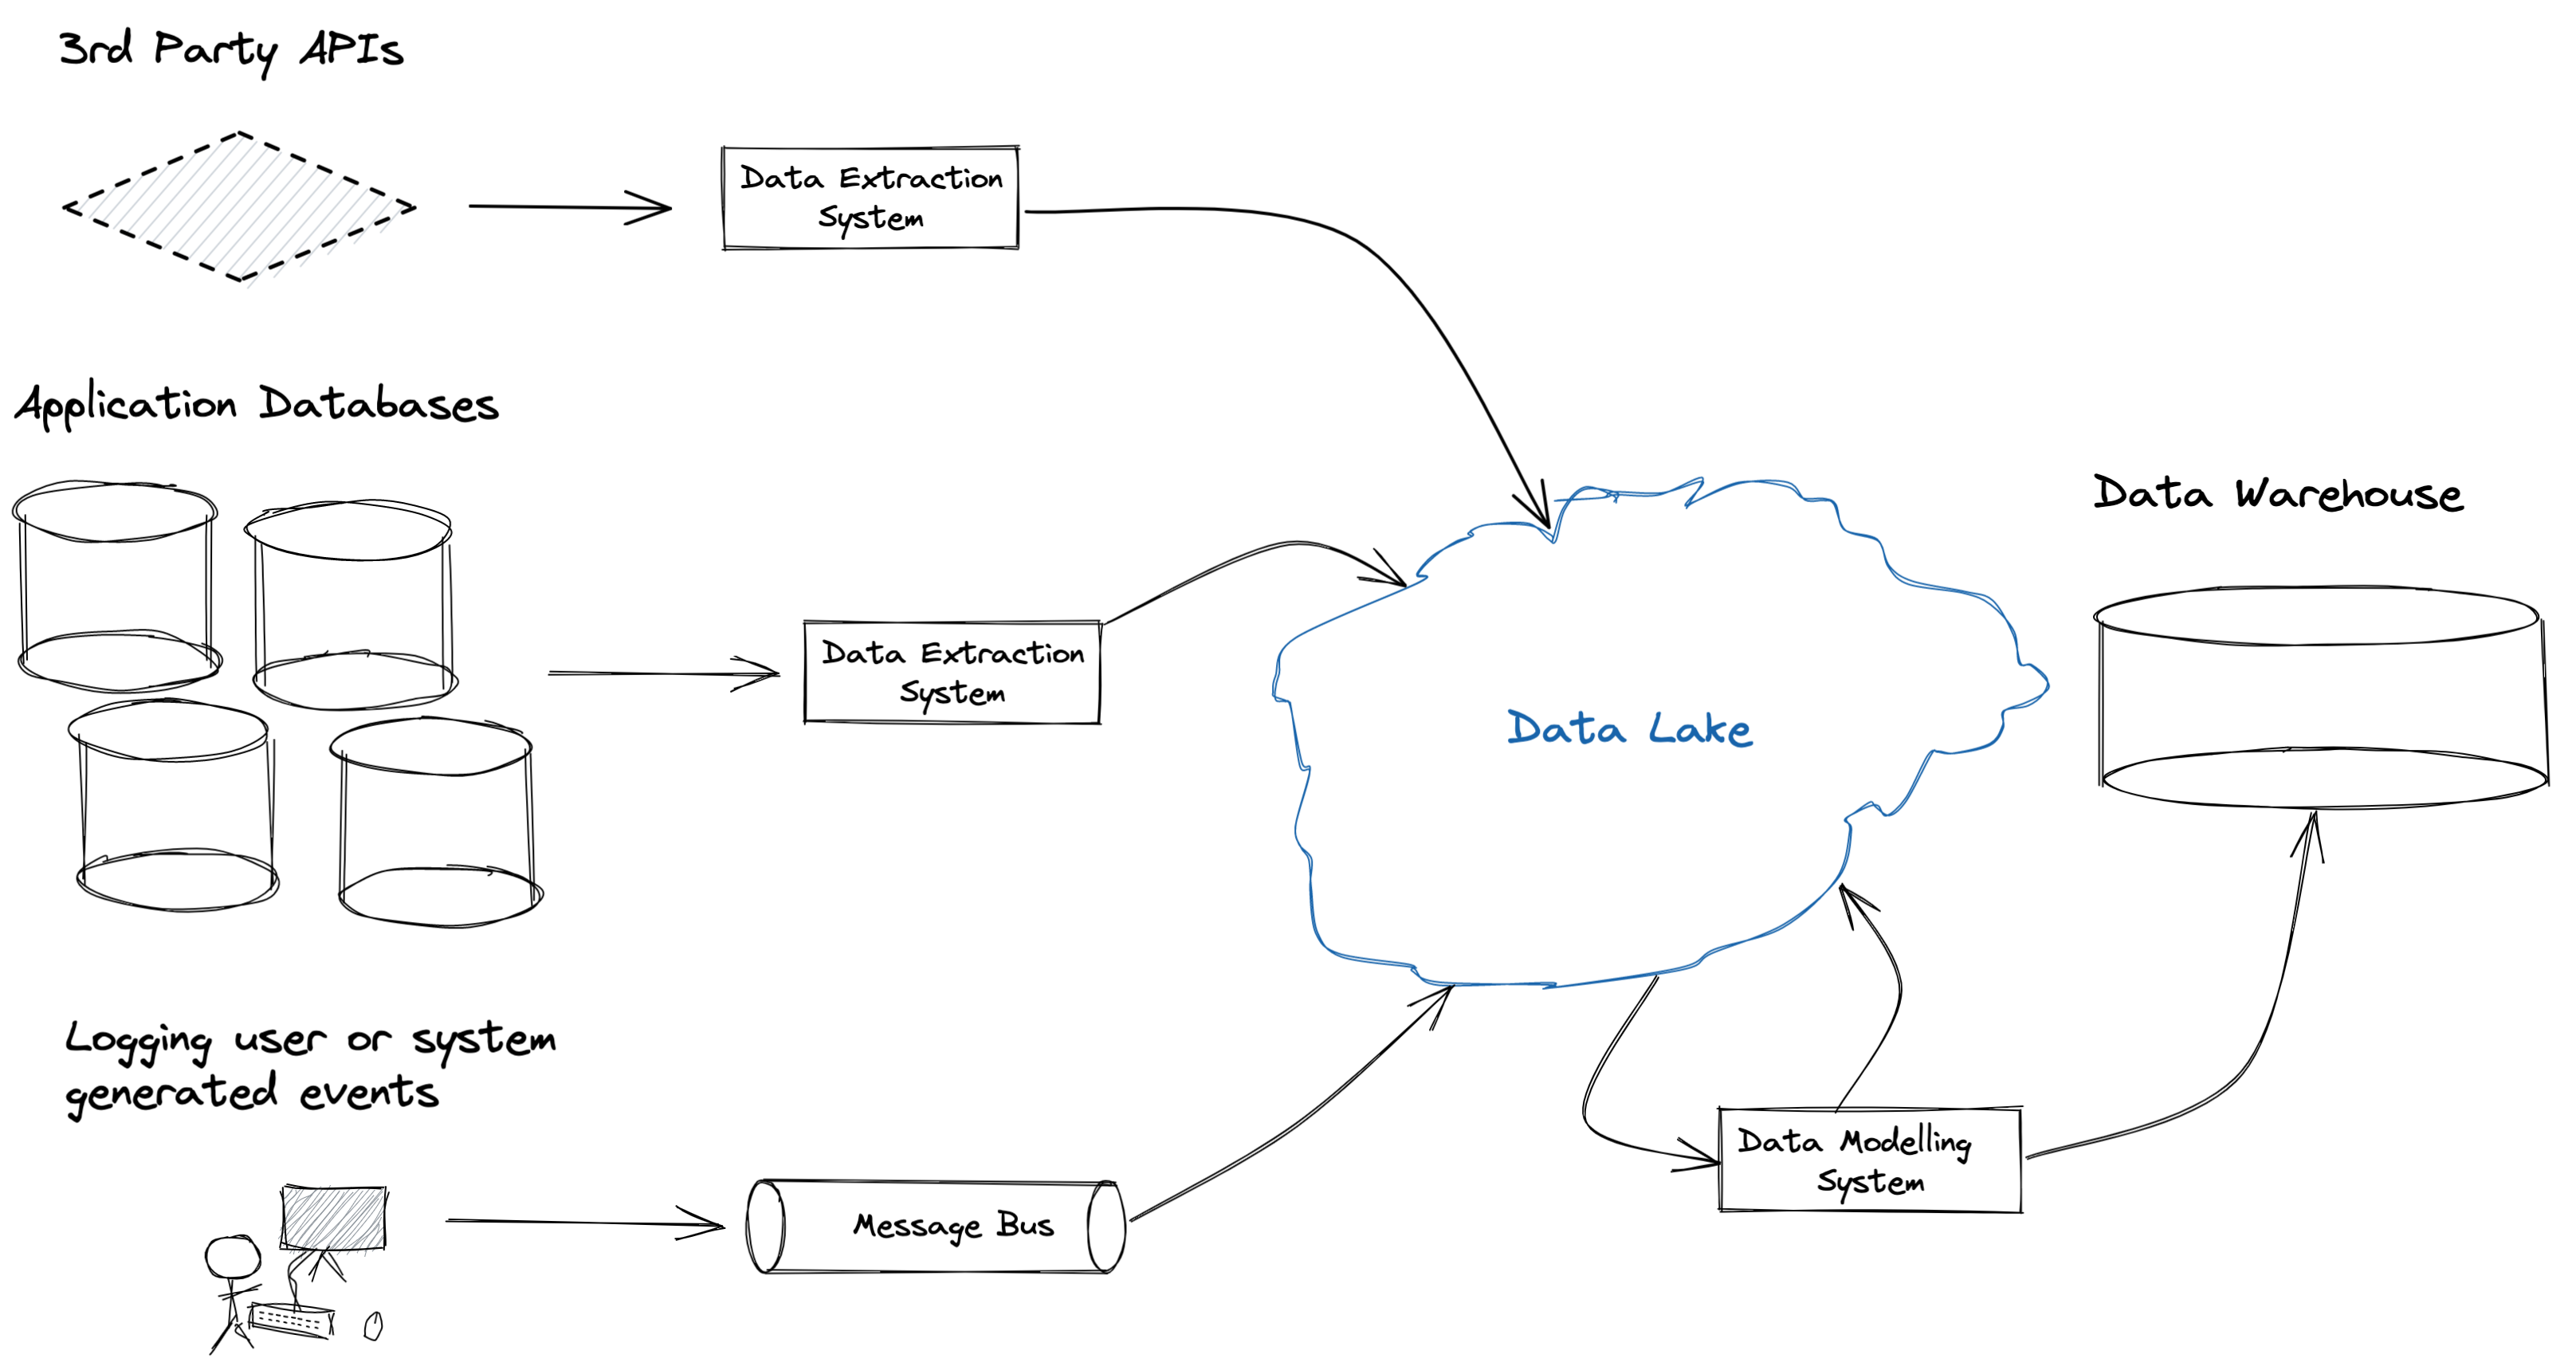 3rd Party APIs
Data Extraction
System
Application Databases
Data Extraction
System
Data Lake
Data Warehouse
Logging user or system
generated events
Message Bus
Data Modelling
System